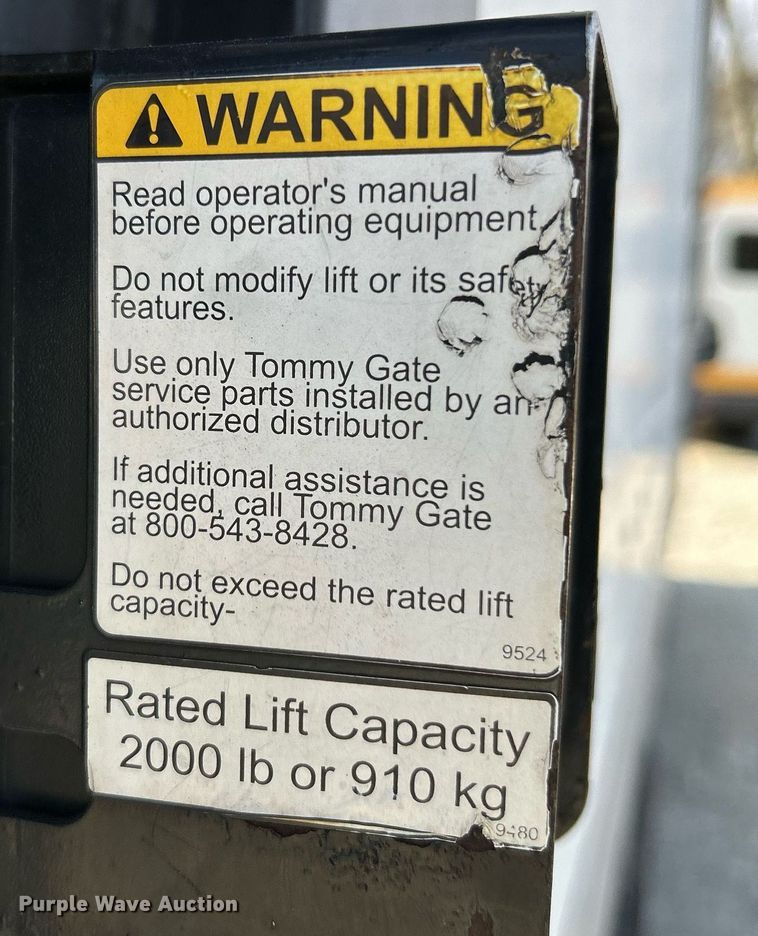 WARNING
Read operator's manual
before operating equipment.
Do not modify lift or its safety
features.
Use only Tommy Gate
service parts installed by an
authorized distributor.
If additional assistance is
needed, call Tommy Gate
at 800-543-8428.
Do not exceed the rated lift
capacity-
9524
Rated Lift Capacity
2000 lb or 910 kg
9480
Purple Wave Auction